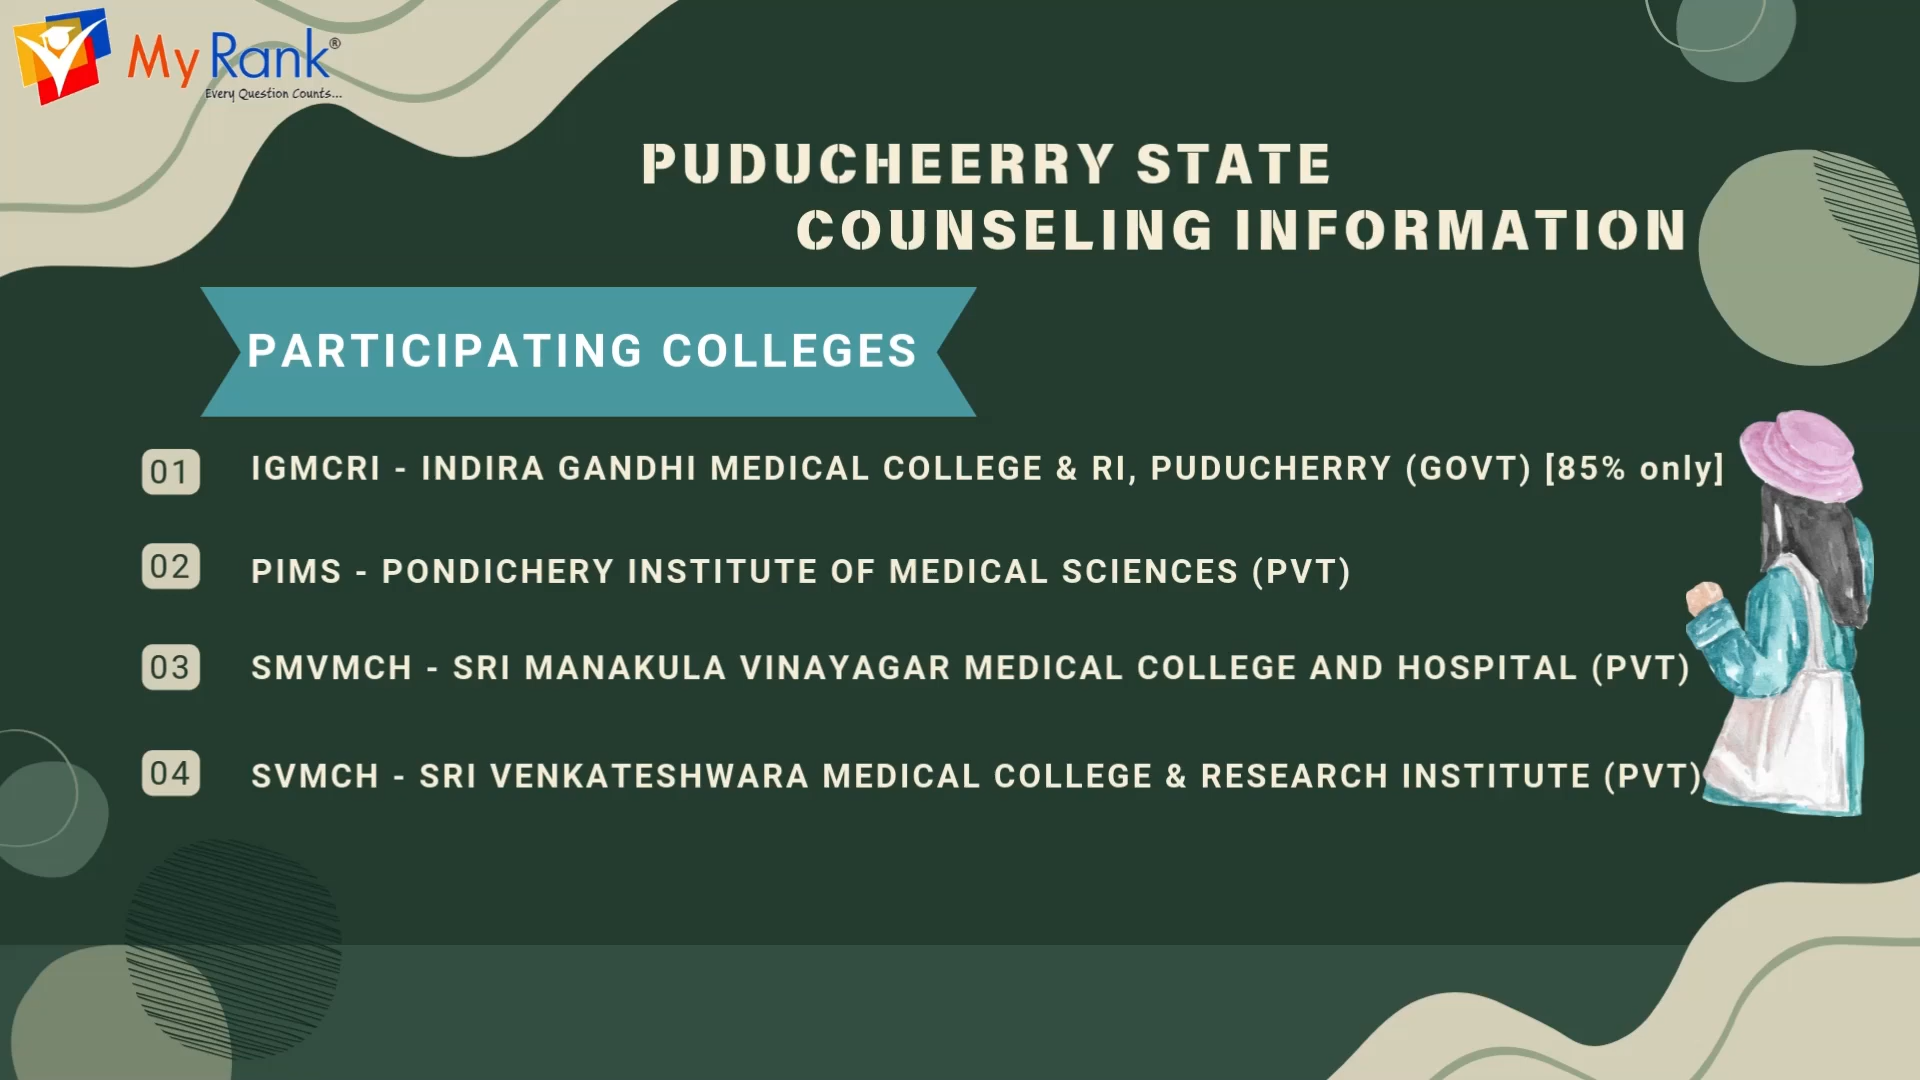 My Rank®
Every Question Counts...
PUDUCHEERRY STATE
COUNSELING INFORMATION
PARTICIPATING COLLEGES
01 IGMCRI - INDIRA GANDHI MEDICAL COLLEGE & RI, PUDUCHERRY (GOVT) [85% only]
02 PIMS - PONDICHERY INSTITUTE OF MEDICAL SCIENCES (PVT)
03 SMVMCH - SRI MANAKULA VINAYAGAR MEDICAL COLLEGE AND HOSPITAL (PVT)
04 SVMCH - SRI VENKATESHWARA MEDICAL COLLEGE & RESEARCH INSTITUTE (PVT)